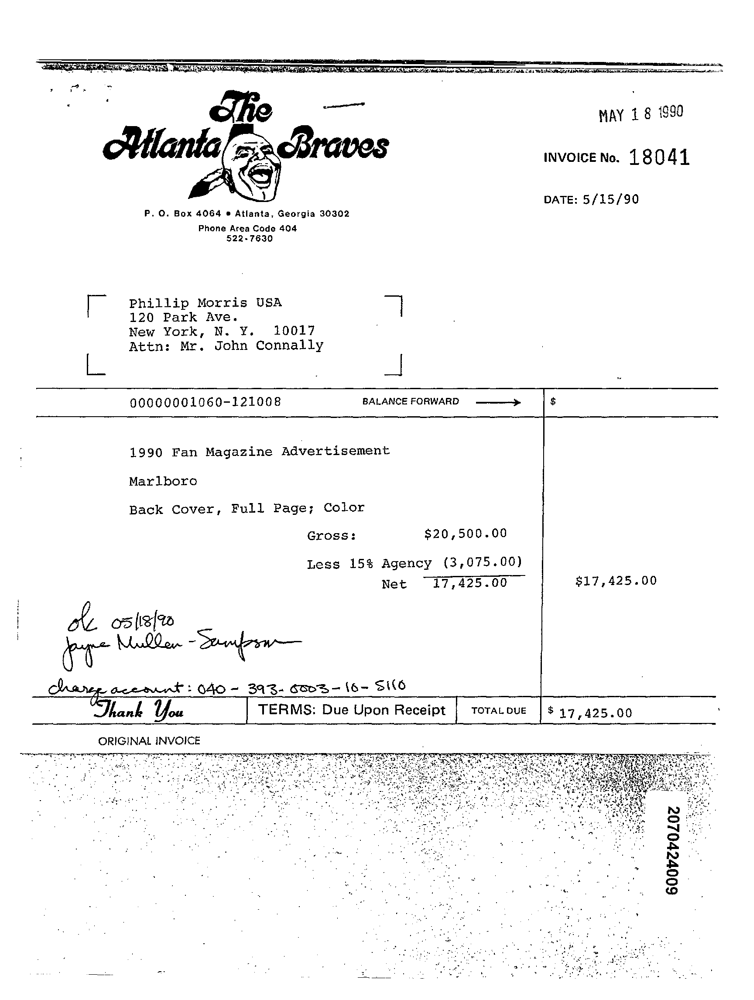 The
Atlanta Braves
P. O. Box 4064 • Atlanta, Georgia 30302
Phone Area Code 404
522-7630
MAY 18 1990
INVOICE No. 18041
DATE: 5/15/90
Phillip Morris USA
120 Park Ave.
New York, N. Y. 10017
Attn: Mr. John Connally
00000001060-121008 BALANCE FORWARD → $
1990 Fan Magazine Advertisement
Marlboro
Back Cover, Full Page; Color
Gross: $20,500.00
Less 15% Agency (3,075.00)
Net 17,425.00 $17,425.00
ok 05/18/90
Jayne Mullen-Sampson
charge account: 040-393-0003-16-5116
Thank You TERMS: Due Upon Receipt TOTAL DUE $ 17,425.00
ORIGINAL INVOICE
2070424009